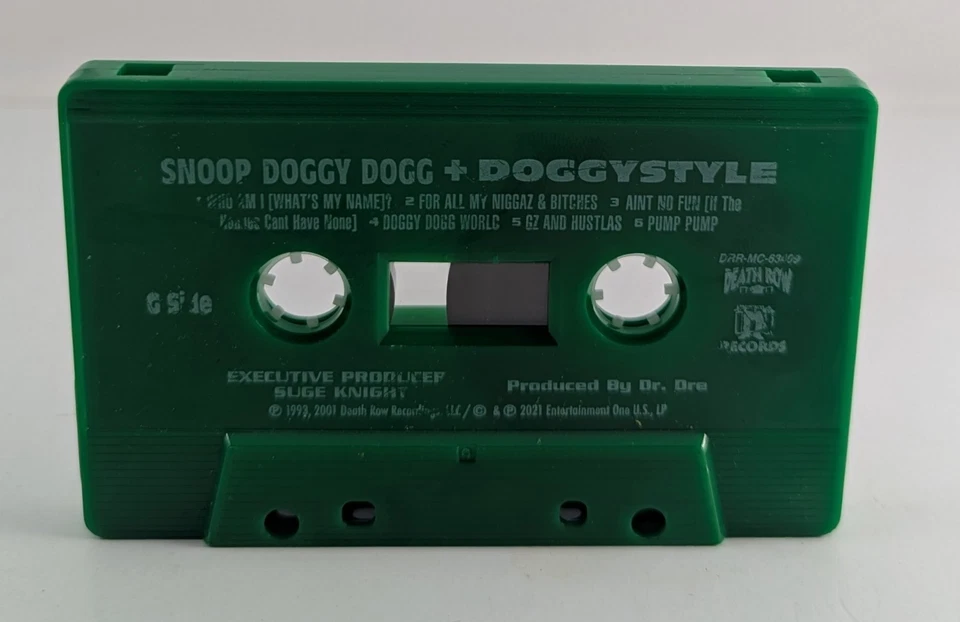 SNOOP DOGGY DOGG + DOGGYSTYLE
WHO AM I [WHAT'S MY NAME]? 2 FOR ALL MY NIGGAZ & BITCHES 3 AINT NO FUN [If The
Homies Cant Have None] 4 DOGGY DOGG WORLD 5 GZ AND HUSTLAS 6 PUMP PUMP
DRR-MC-63
DEATH ROW
RECORDS
G Side
EXECUTIVE PRODUCER
SUGE KNIGHT
Produced By Dr. Dre
℗ 1993, 2001 Death Row Recordings, LLC / © & ℗ 2021 Entertainment One U.S., LP
A